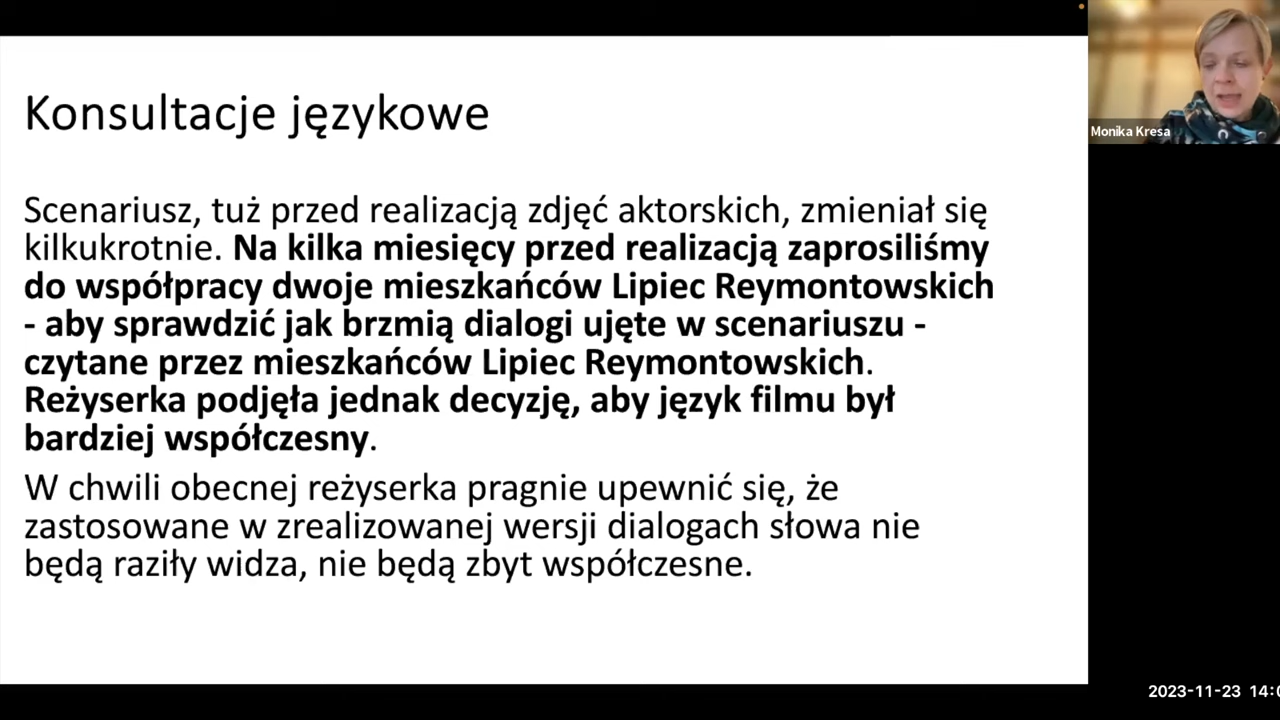 Konsultacje językowe
Scenariusz, tuż przed realizacją zdjęć aktorskich, zmieniał się
kilkukrotnie. Na kilka miesięcy przed realizacją zaprosiliśmy
do współpracy dwoje mieszkańców Lipiec Reymontowskich
- aby sprawdzić jak brzmią dialogi ujęte w scenariuszu -
czytane przez mieszkańców Lipiec Reymontowskich.
Reżyserka podjęła jednak decyzję, aby język filmu był
bardziej współczesny.
W chwili obecnej reżyserka pragnie upewnić się, że
zastosowane w zrealizowanej wersji dialogach słowa nie
będą raziły widza, nie będą zbyt współczesne.
Monika Kresa
2023-11-23